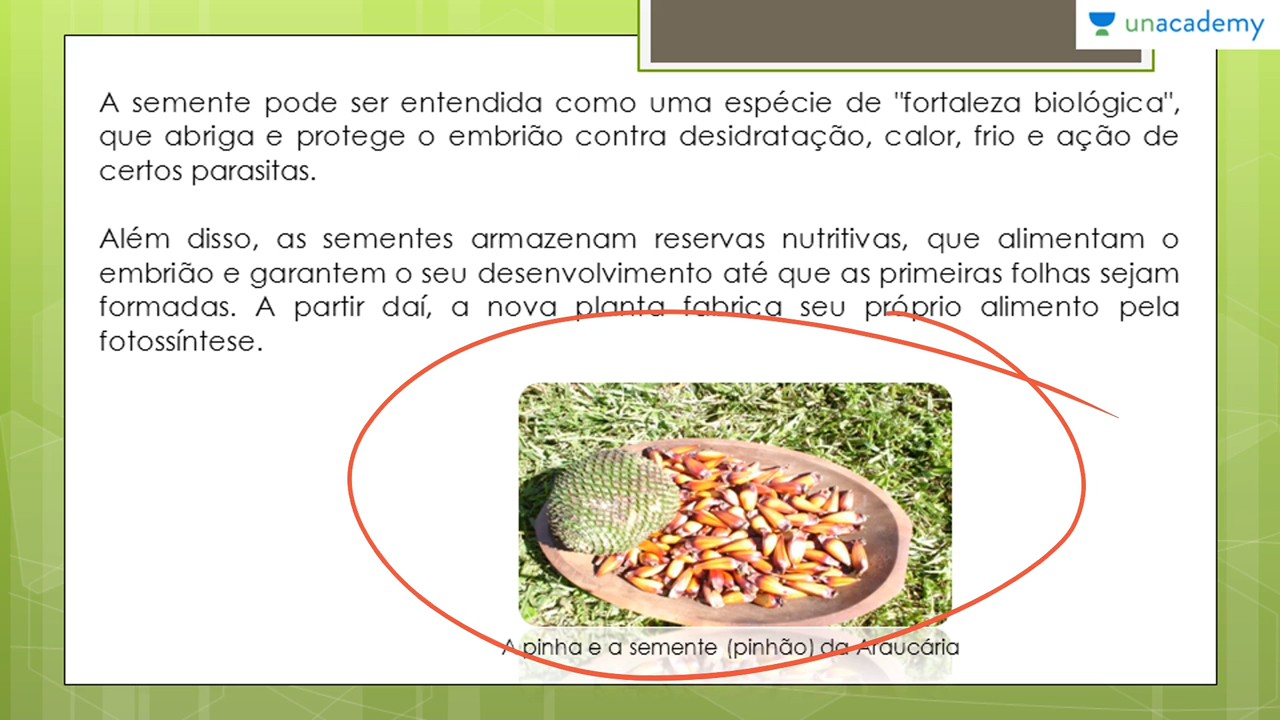 unacademy
A semente pode ser entendida como uma espécie de "fortaleza biológica",
que abriga e protege o embrião contra desidratação, calor, frio e ação de
certos parasitas.
Além disso, as sementes armazenam reservas nutritivas, que alimentam o
embrião e garantem o seu desenvolvimento até que as primeiras folhas sejam
formadas. A partir daí, a nova planta fabrica seu próprio alimento pela
fotossíntese.
A pinha e a semente (pinhão) da Araucária